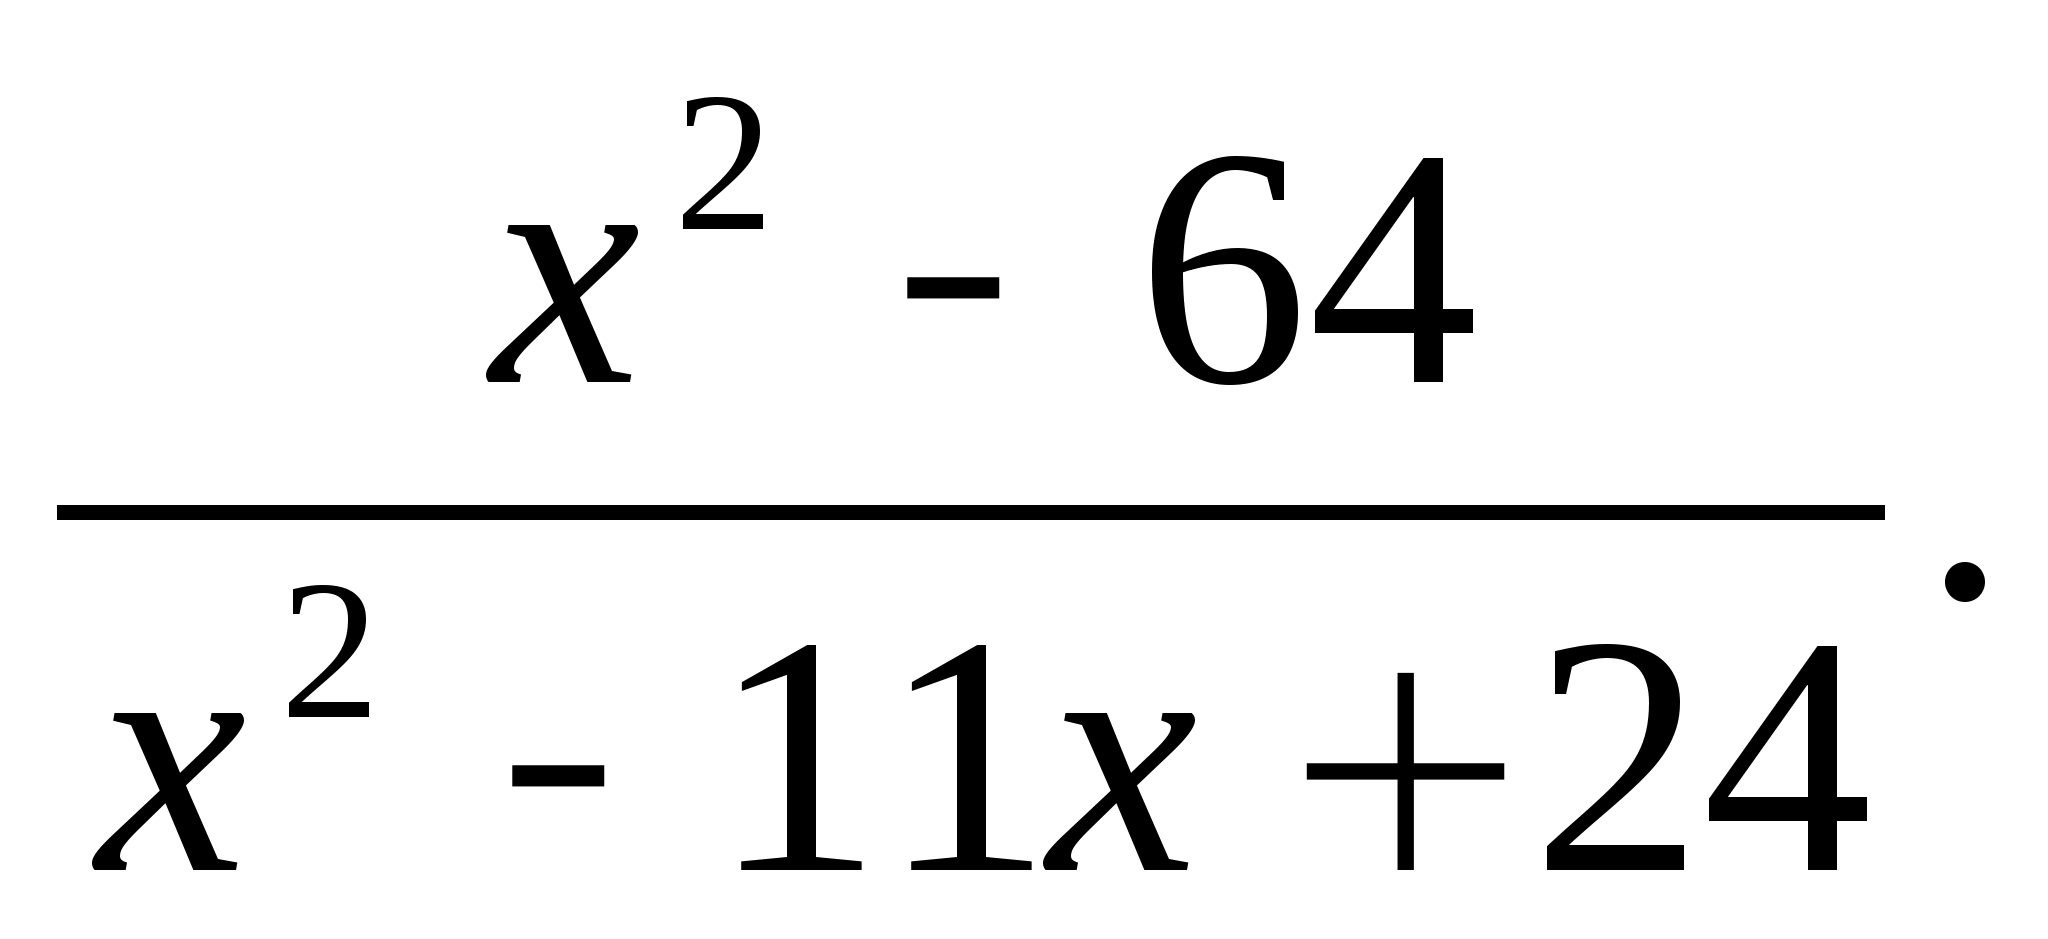 x² - 64
x² - 11x + 24.